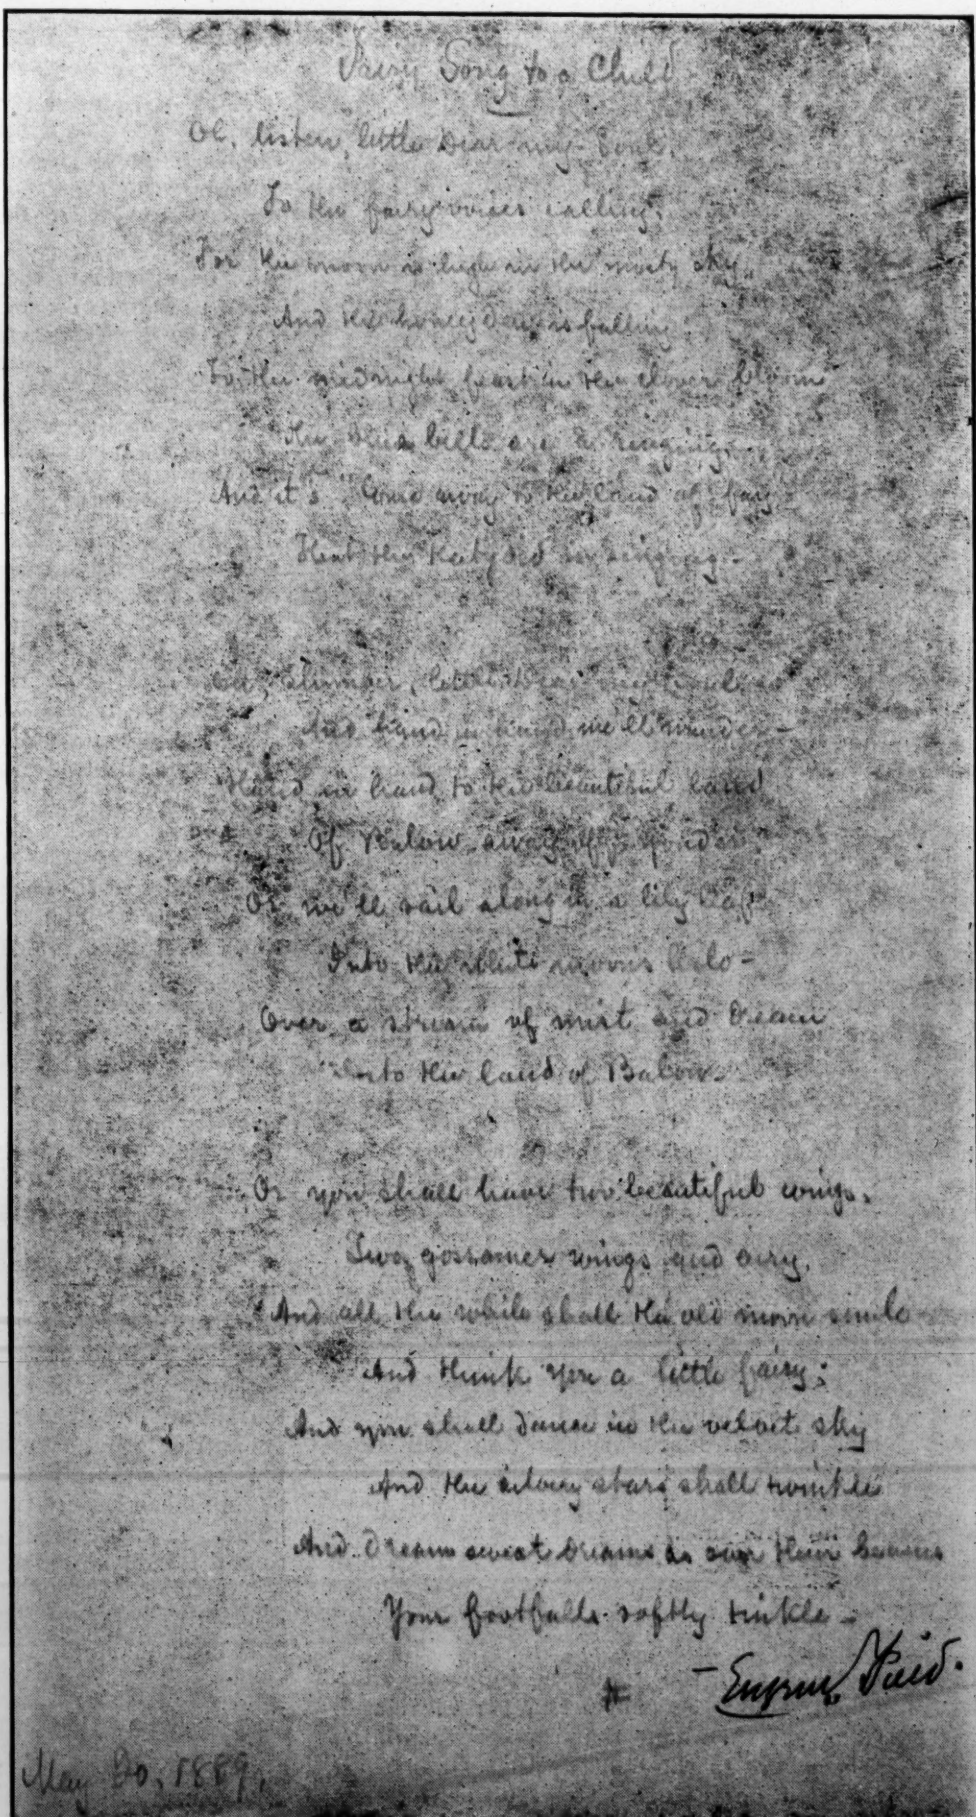 Fairy Song to a Child
Oh, listen, little Dear-my-Soul,
To the fairy voices calling,
For the moon is high in the misty sky,
And the honey dew is falling;
To the midnight feast in the clover bloom
The bluebells are a-ringing,
And it's "Come away to the land of fay"
That the Katydid is singing.
Oh, slumber, little Dear-my-Soul,
And hand in hand we'll wander–
Hand in hand to the beautiful land
Of Balow, away off yonder
Or we'll sail along in a lily leaf
Into the white moon's halo–
Over a stream of mist and dream
Into the land of Balow.
Or you shall have two beautiful wings,
Two gossamer wings and airy,
And all the while shall the old moon smile
And think you a little fairy;
And you shall dance in the velvet sky
And the silvery stars shall twinkle
And dream sweet dreams as over their beams
Your footfalls softly tinkle–
– Eugene Field.
May 20, 1889.